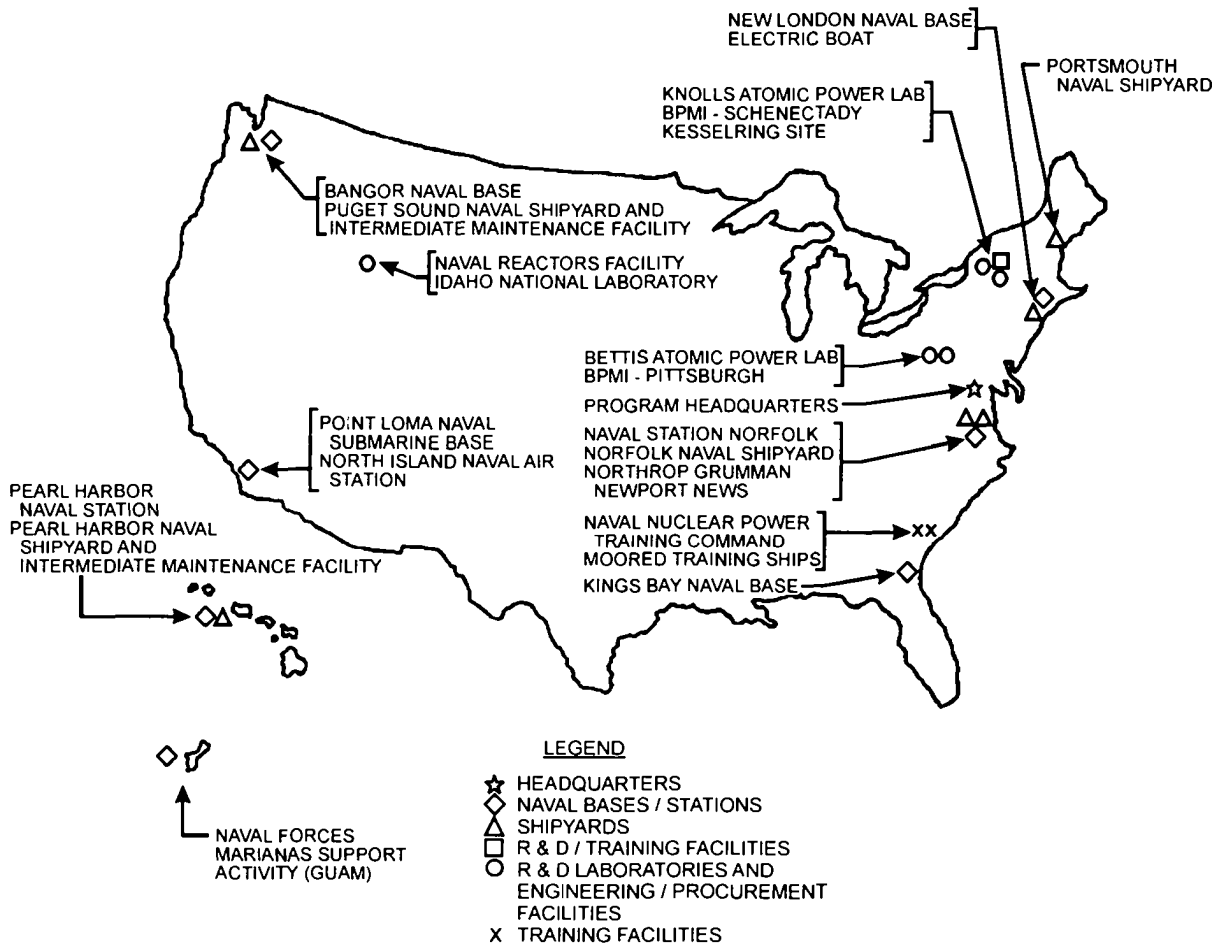 NEW LONDON NAVAL BASE
ELECTRIC BOAT
PORTSMOUTH
NAVAL SHIPYARD
KNOLLS ATOMIC POWER LAB
BPMI - SCHENECTADY
KESSELRING SITE
BANGOR NAVAL BASE
PUGET SOUND NAVAL SHIPYARD AND
INTERMEDIATE MAINTENANCE FACILITY
NAVAL REACTORS FACILITY
IDAHO NATIONAL LABORATORY
BETTIS ATOMIC POWER LAB
BPMI - PITTSBURGH
PROGRAM HEADQUARTERS
POINT LOMA NAVAL
SUBMARINE BASE
NORTH ISLAND NAVAL AIR
STATION
NAVAL STATION NORFOLK
NORFOLK NAVAL SHIPYARD
NORTHROP GRUMMAN
NEWPORT NEWS
PEARL HARBOR
NAVAL STATION
PEARL HARBOR NAVAL
SHIPYARD AND
INTERMEDIATE MAINTENANCE FACILITY
NAVAL NUCLEAR POWER
TRAINING COMMAND
MOORED TRAINING SHIPS
KINGS BAY NAVAL BASE
NAVAL FORCES
MARIANAS SUPPORT
ACTIVITY (GUAM)
LEGEND
HEADQUARTERS
NAVAL BASES / STATIONS
SHIPYARDS
R & D / TRAINING FACILITIES
R & D LABORATORIES AND
ENGINEERING / PROCUREMENT
FACILITIES
X TRAINING FACILITIES